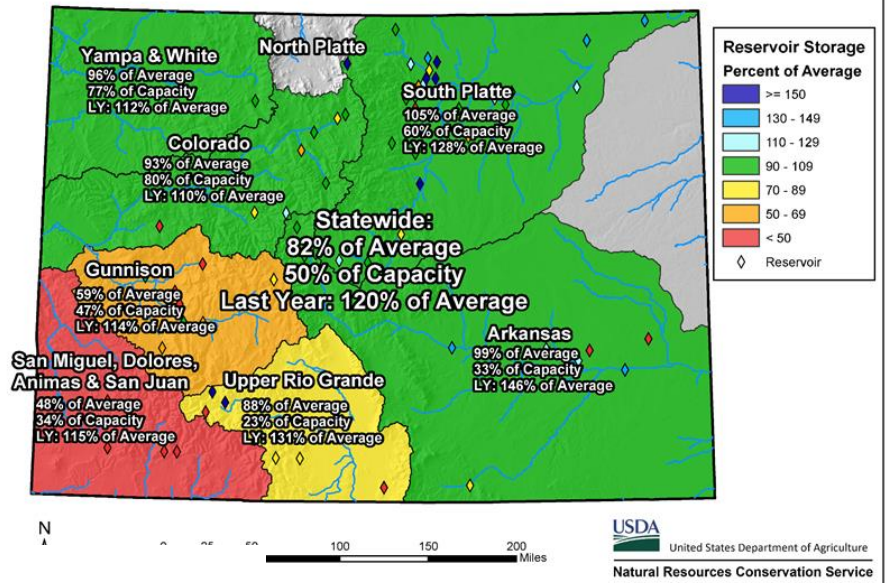 Yampa & White
96% of Average
77% of Capacity
LY: 112% of Average
North Platte
South Platte
105% of Average
60% of Capacity
LY: 128% of Average
Colorado
93% of Average
80% of Capacity
LY: 110% of Average
Statewide:
82% of Average
50% of Capacity
Last Year: 120% of Average
Gunnison
59% of Average
47% of Capacity
LY: 114% of Average
San Miguel, Dolores,
Animas & San Juan
48% of Average
34% of Capacity
LY: 115% of Average
Upper Rio Grande
88% of Average
23% of Capacity
LY: 131% of Average
Arkansas
99% of Average
33% of Capacity
LY: 146% of Average
Reservoir Storage
Percent of Average
>= 150
130 - 149
110 - 129
90 - 109
70 - 89
50 - 69
< 50
Reservoir
N
100 150 200
Miles
USDA
United States Department of Agriculture
Natural Resources Conservation Service